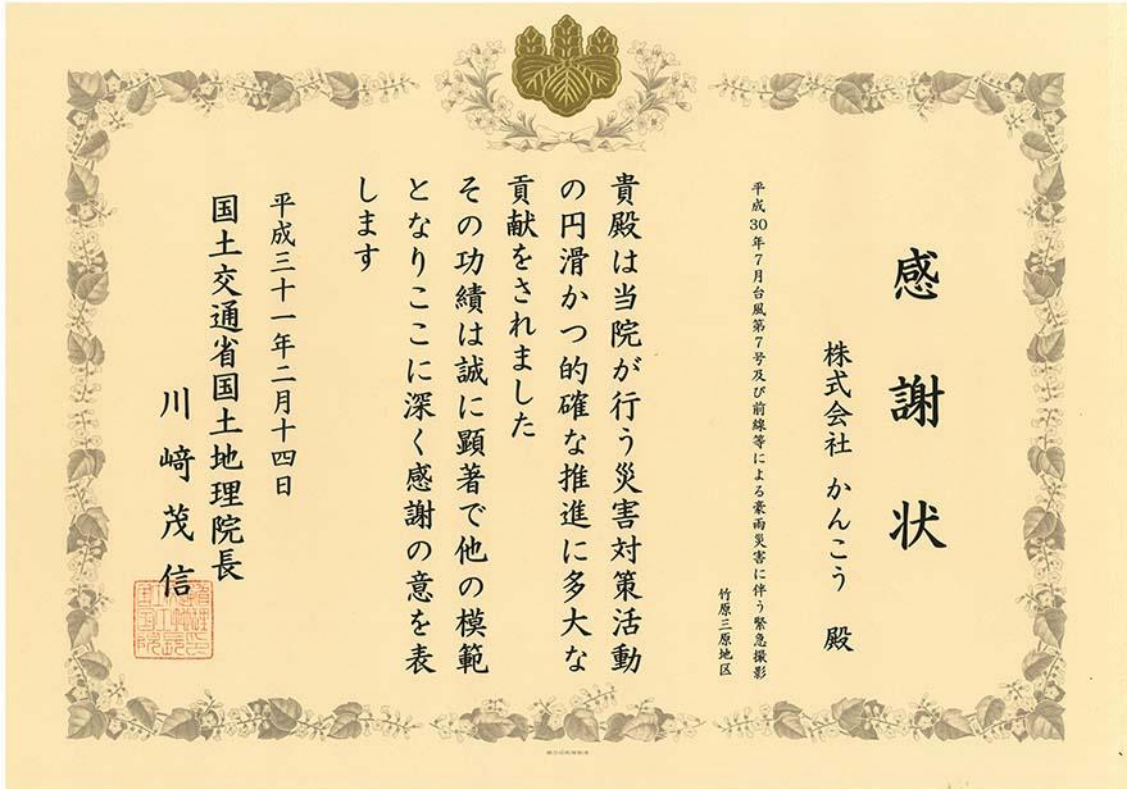 感謝状
株式会社 かんこう 殿
平成30年7月台風第7号及び前線等による豪雨災害に伴う緊急撮影
竹原三原地区
貴殿は当院が行う災害対策活動
の円滑かつ的確な推進に多大な
貢献をされました
その功績は誠に顕著で他の模範
となりここに深く感謝の意を表
します
平成三十一年二月十四日
国土交通省国土地理院長
川﨑茂信